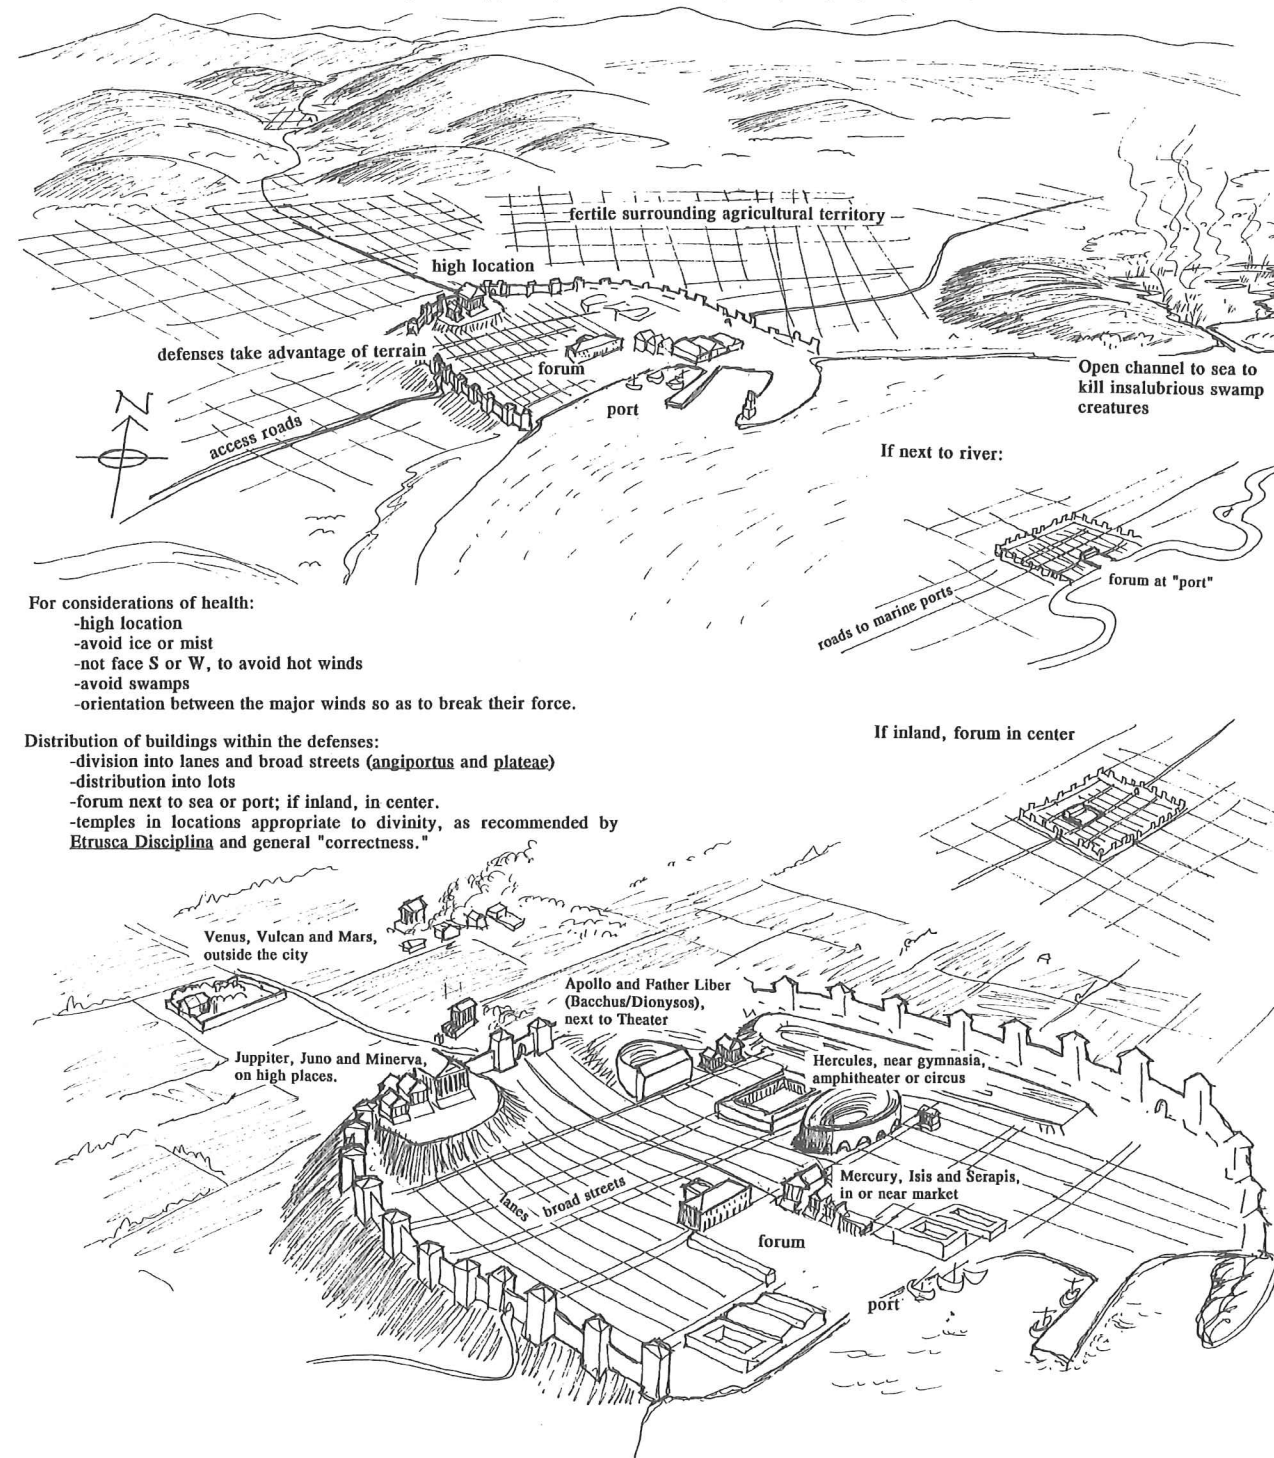 fertile surrounding agricultural territory
high location
defenses take advantage of terrain
forum
port
access roads
N
Open channel to sea to
kill insalubrious swamp
creatures
If next to river:
forum at "port"
roads to marine ports
For considerations of health:
-high location
-avoid ice or mist
-not face S or W, to avoid hot winds
-avoid swamps
-orientation between the major winds so as to break their force.
Distribution of buildings within the defenses:
-division into lanes and broad streets (angiportus and plateae)
-distribution into lots
-forum next to sea or port; if inland, in center.
-temples in locations appropriate to divinity, as recommended by
Etrusca Disciplina and general "correctness."
If inland, forum in center
Venus, Vulcan and Mars,
outside the city
Apollo and Father Liber
(Bacchus/Dionysos),
next to Theater
Juppiter, Juno and Minerva,
on high places.
Hercules, near gymnasia,
amphitheater or circus
Mercury, Isis and Serapis,
in or near market
lanes
broad streets
forum
port